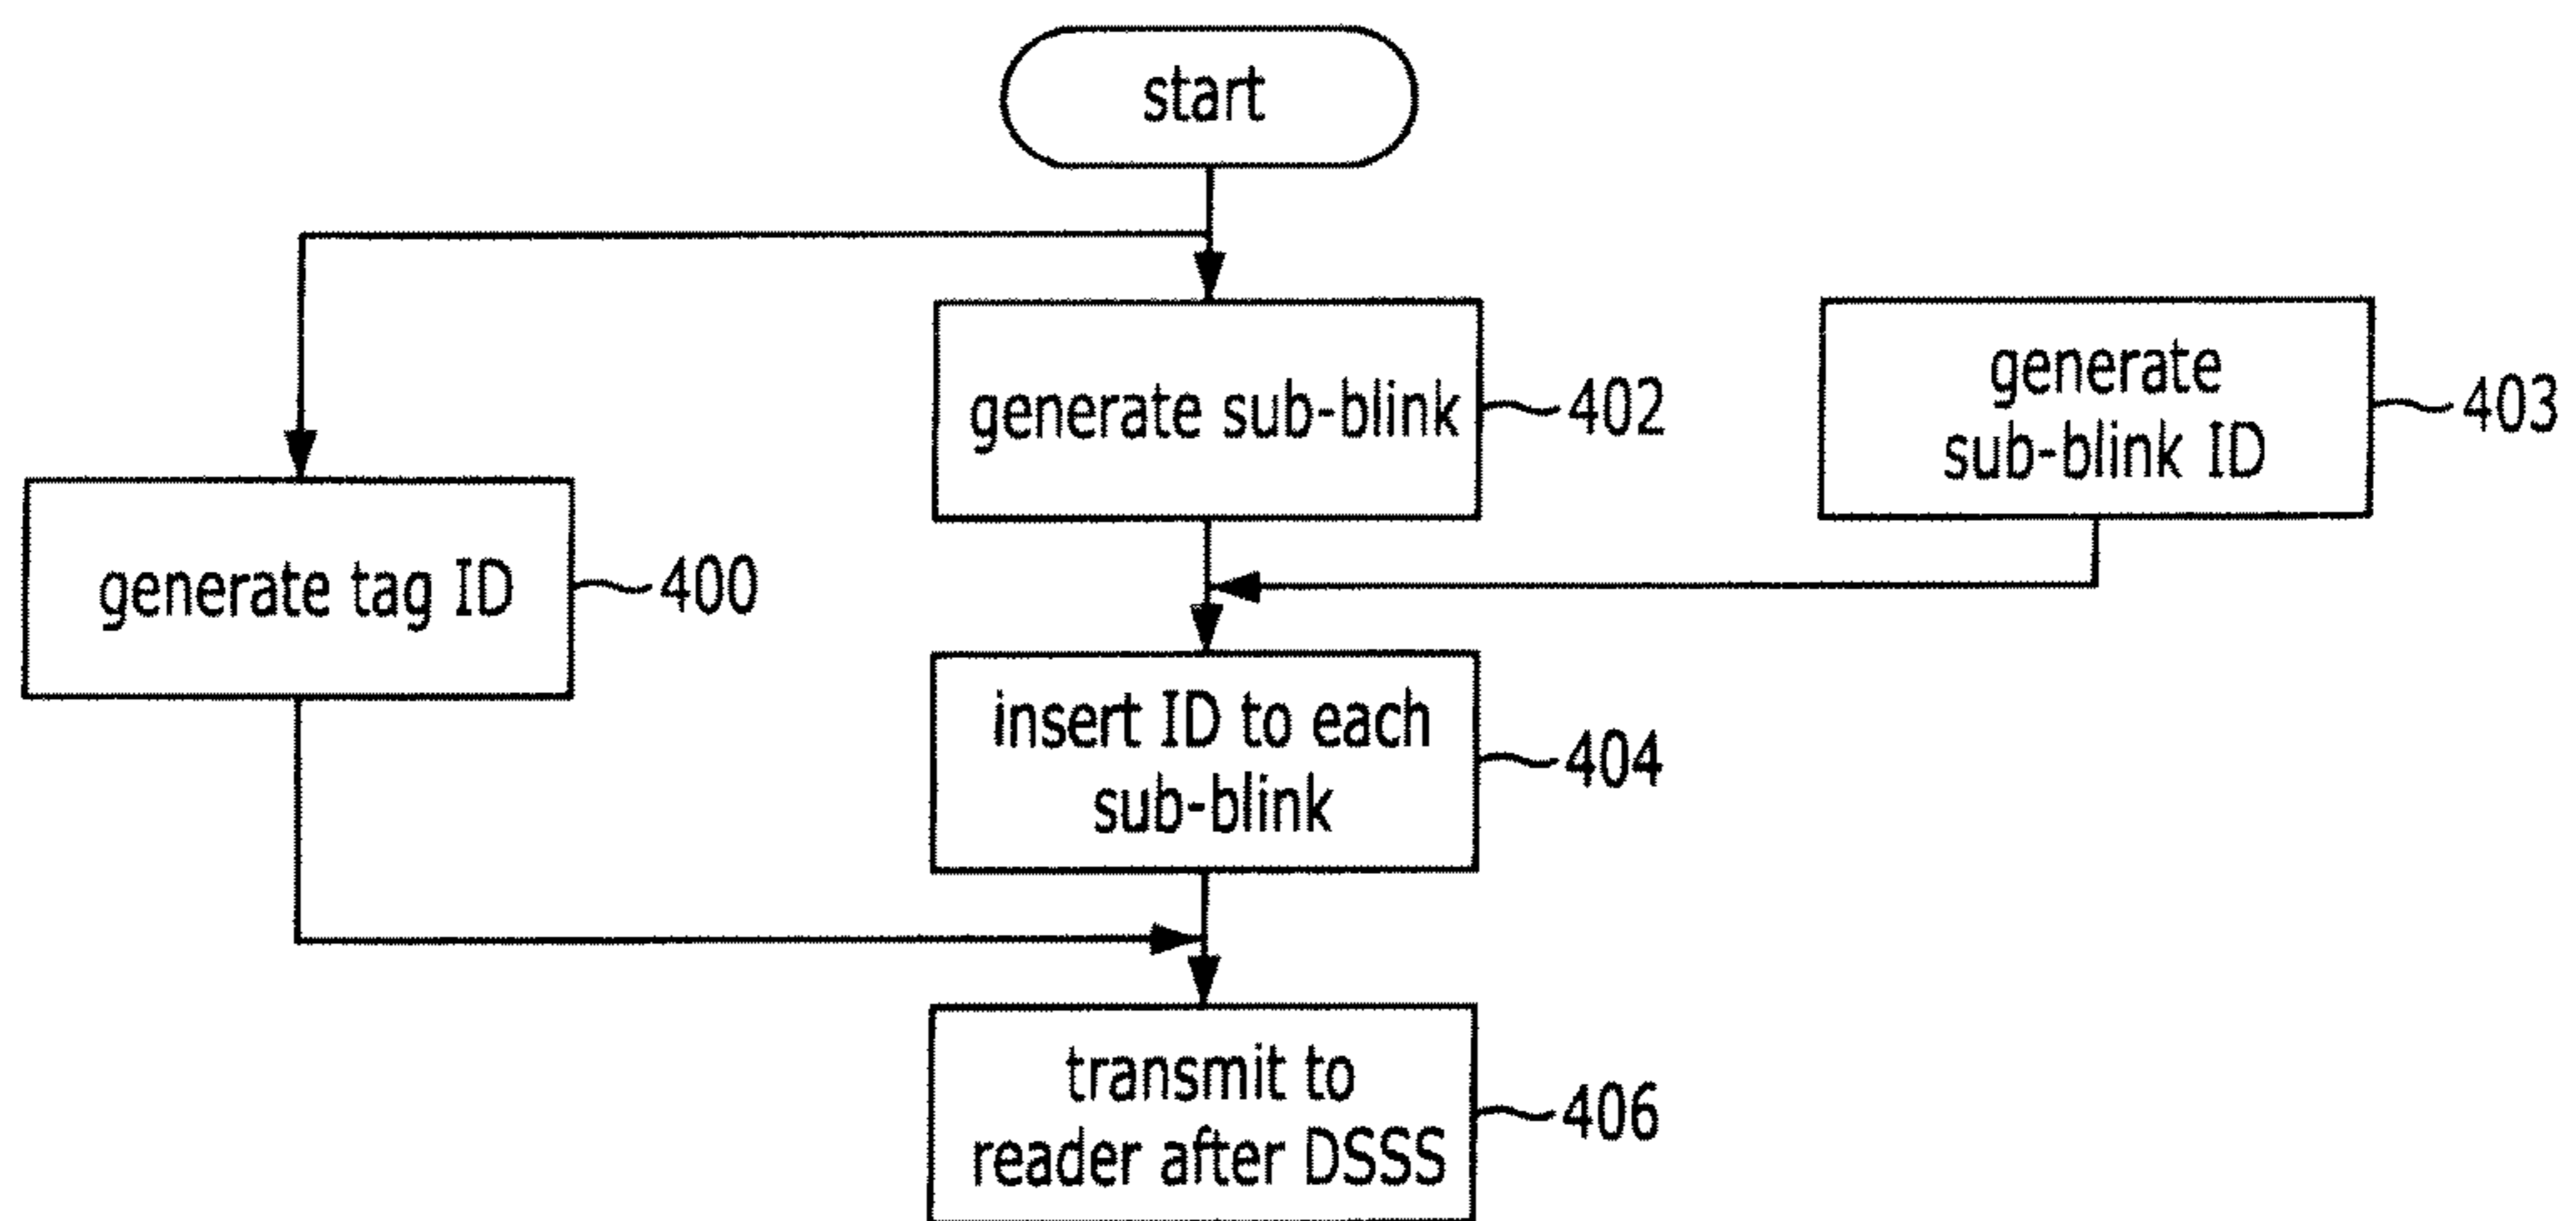 start
generate sub-blink
402
generate
sub-blink ID
403
generate tag ID
400
insert ID to each
sub-blink
404
transmit to
reader after DSSS
406